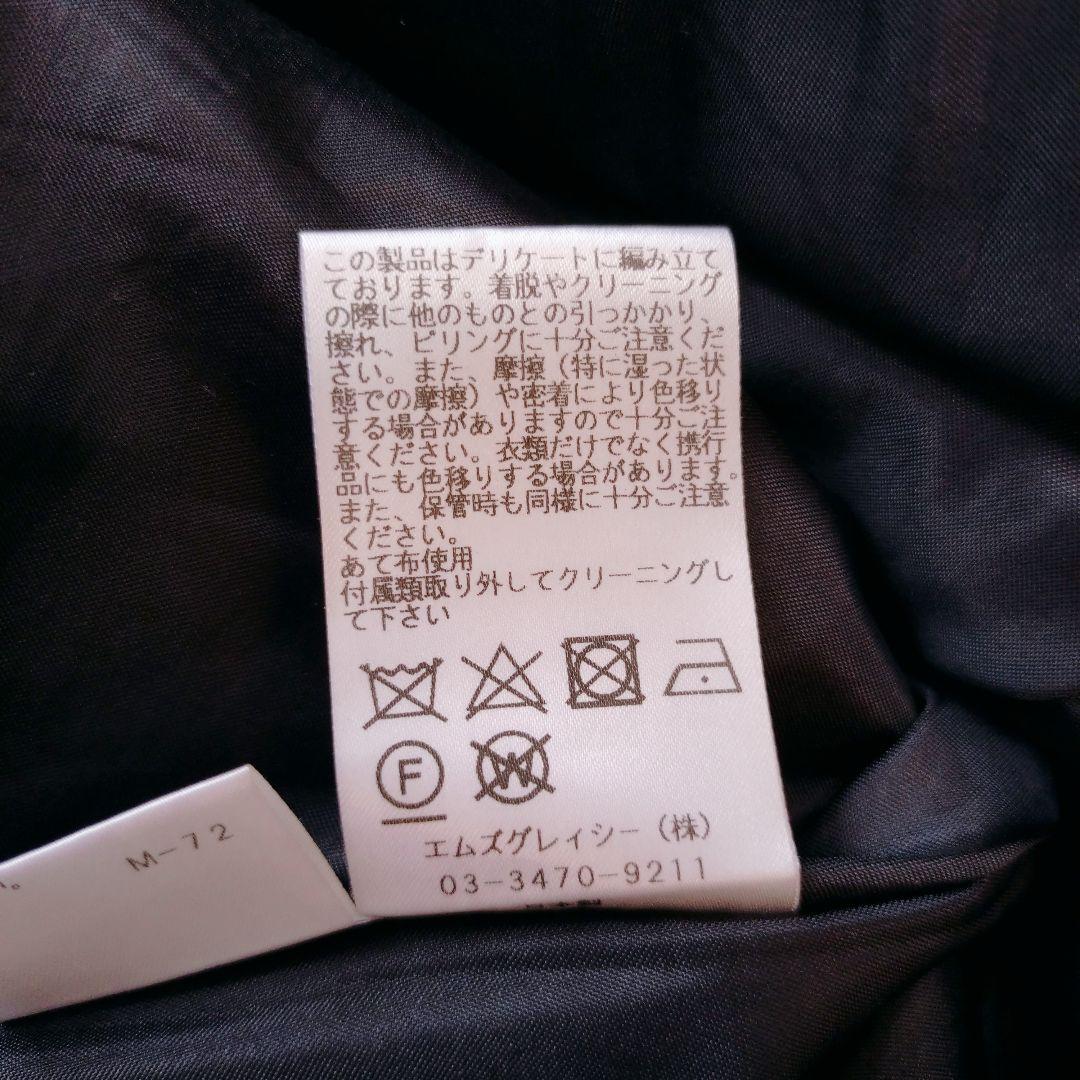 この製品はデリケートに編み立て
ております。着脱やクリーニング
の際に他のものとの引っかかり、
擦れ、ピリングに十分ご注意くだ
さい。また、摩擦（特に湿った状
態での摩擦）や密着により色移り
する場合がありますので十分ご注
意ください。衣類だけでなく携行
品にも色移りする場合があります。
また、保管時も同様に十分ご注意
ください。
あて布使用
付属類取り外してクリーニングし
て下さい
F
W
エムズグレイシー（株）
03-3470-9211
日本製
M-72